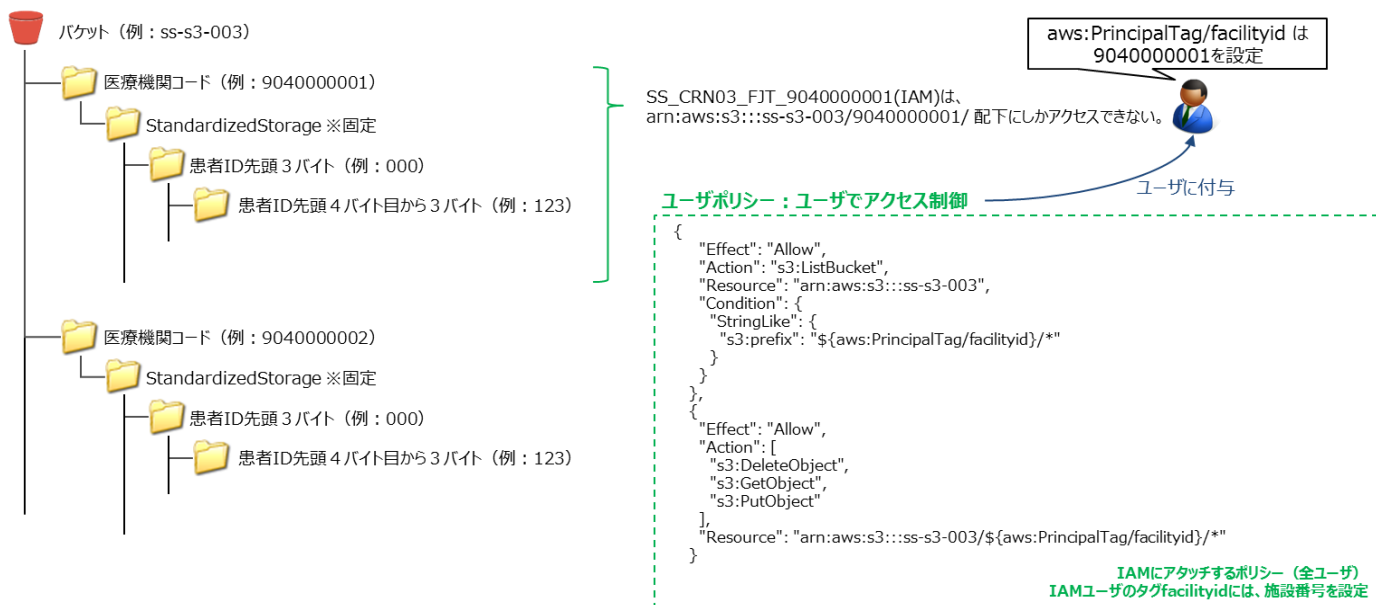 バケット（例：ss-s3-003）
医療機関コード（例：9040000001）
StandardizedStorage ※固定
患者ID先頭３バイト（例：000）
患者ID先頭４バイト目から３バイト（例：123）
医療機関コード（例：9040000002）
StandardizedStorage ※固定
患者ID先頭３バイト（例：000）
患者ID先頭４バイト目から３バイト（例：123）
aws:PrincipalTag/facilityid は
9040000001を設定
SS_CRN03_FJT_9040000001(IAM)は、
arn:aws:s3:::ss-s3-003/9040000001/ 配下にしかアクセスできない。
ユーザに付与
ユーザポリシー：ユーザでアクセス制御
{
"Effect": "Allow",
"Action": "s3:ListBucket",
"Resource": "arn:aws:s3:::ss-s3-003",
"Condition": {
"StringLike": {
"s3:prefix": "${aws:PrincipalTag/facilityid}/*"
}
}
},
{
"Effect": "Allow",
"Action": [
"s3:DeleteObject",
"s3:GetObject",
"s3:PutObject"
],
"Resource": "arn:aws:s3:::ss-s3-003/${aws:PrincipalTag/facilityid}/*"
}
IAMにアタッチするポリシー（全ユーザ）
IAMユーザのタグfacilityidには、施設番号を設定